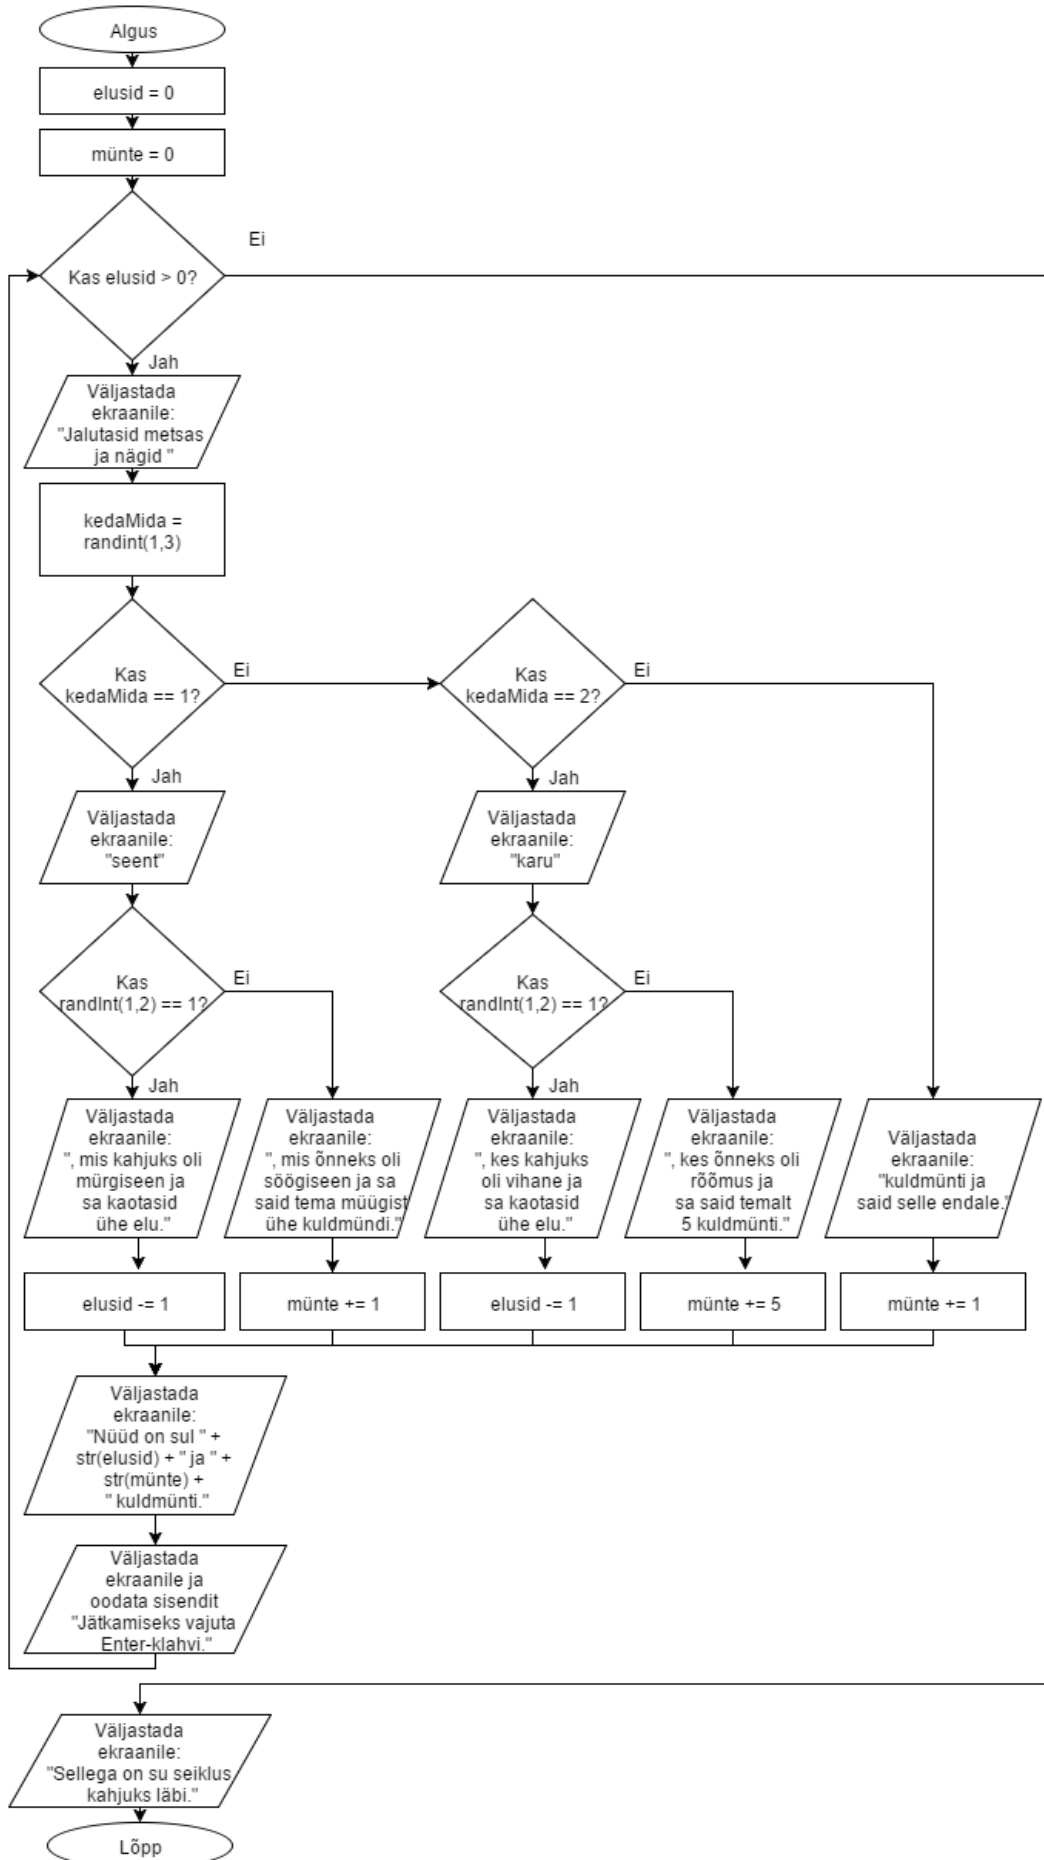 Algus
elusid = 0
münte = 0
Ei
Kas elusid > 0?
Jah
Väljastada
ekraanile:
"Jalutasid metsas
ja nägid "
kedaMida =
randint(1,3)
Kas
kedaMida == 1?
Ei
Kas
kedaMida == 2?
Ei
Jah
Väljastada
ekraanile:
"seent"
Jah
Väljastada
ekraanile:
"karu"
Kas
randInt(1,2) == 1?
Ei
Kas
randInt(1,2) == 1?
Ei
Jah
Väljastada
ekraanile:
", mis kahjuks oli
mürgiseen ja
sa kaotasid
ühe elu."
Väljastada
ekraanile:
", mis õnneks oli
söögiseen ja sa
said tema müügist
ühe kuldmündi."
Jah
Väljastada
ekraanile:
", kes kahjuks
oli vihane ja
sa kaotasid
ühe elu."
Väljastada
ekraanile:
", kes õnneks oli
rõõmus ja
sa said temalt
5 kuldmünti."
Väljastada
ekraanile:
"kuldmünti ja
said selle endale."
elusid -= 1
münte += 1
elusid -= 1
münte += 5
münte += 1
Väljastada
ekraanile:
"Nüüd on sul " +
str(elusid) + " ja " +
str(münte) +
" kuldmünti."
Väljastada
ekraanile ja
oodata sisendit
"Jätkamiseks vajuta
Enter-klahvi."
Väljastada
ekraanile:
"Sellega on su seiklus
kahjuks läbi."
Lõpp